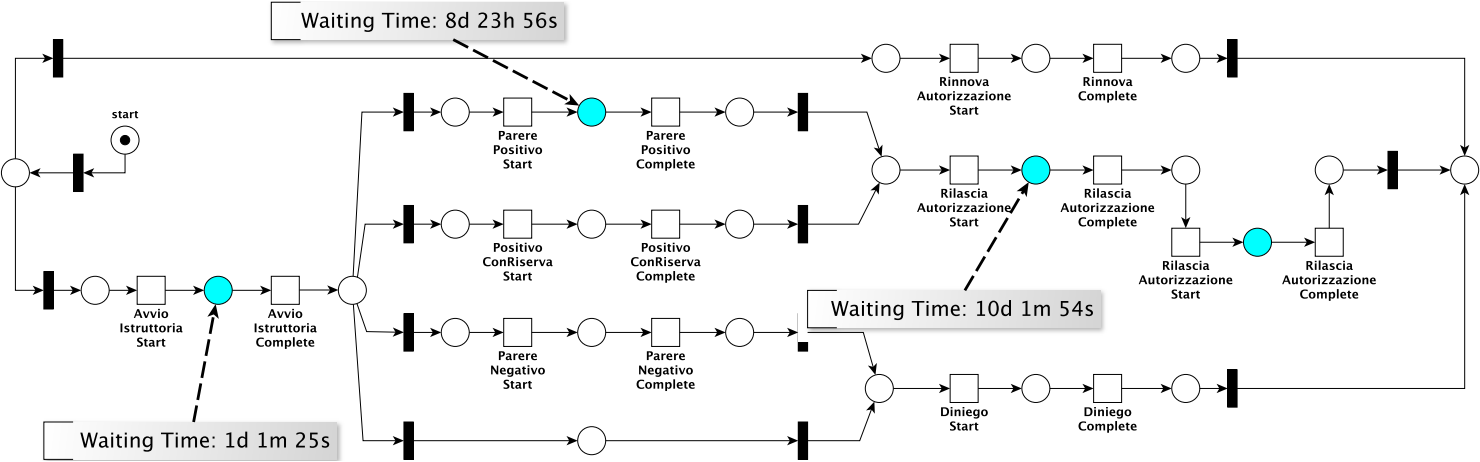 Waiting Time: 8d 23h 56s
Rinnova
Autorizzazione
Start
Rinnova
Complete
start
Parere
Positivo
Start
Parere
Positivo
Complete
Rilascia
Autorizzazione
Start
Rilascia
Autorizzazione
Complete
Positivo
ConRiserva
Start
Positivo
ConRiserva
Complete
Rilascia
Autorizzazione
Start
Rilascia
Autorizzazione
Complete
Avvio
Istruttoria
Start
Avvio
Istruttoria
Complete
Waiting Time: 10d 1m 54s
Parere
Negativo
Start
Parere
Negativo
Complete
Diniego
Start
Diniego
Complete
Waiting Time: 1d 1m 25s